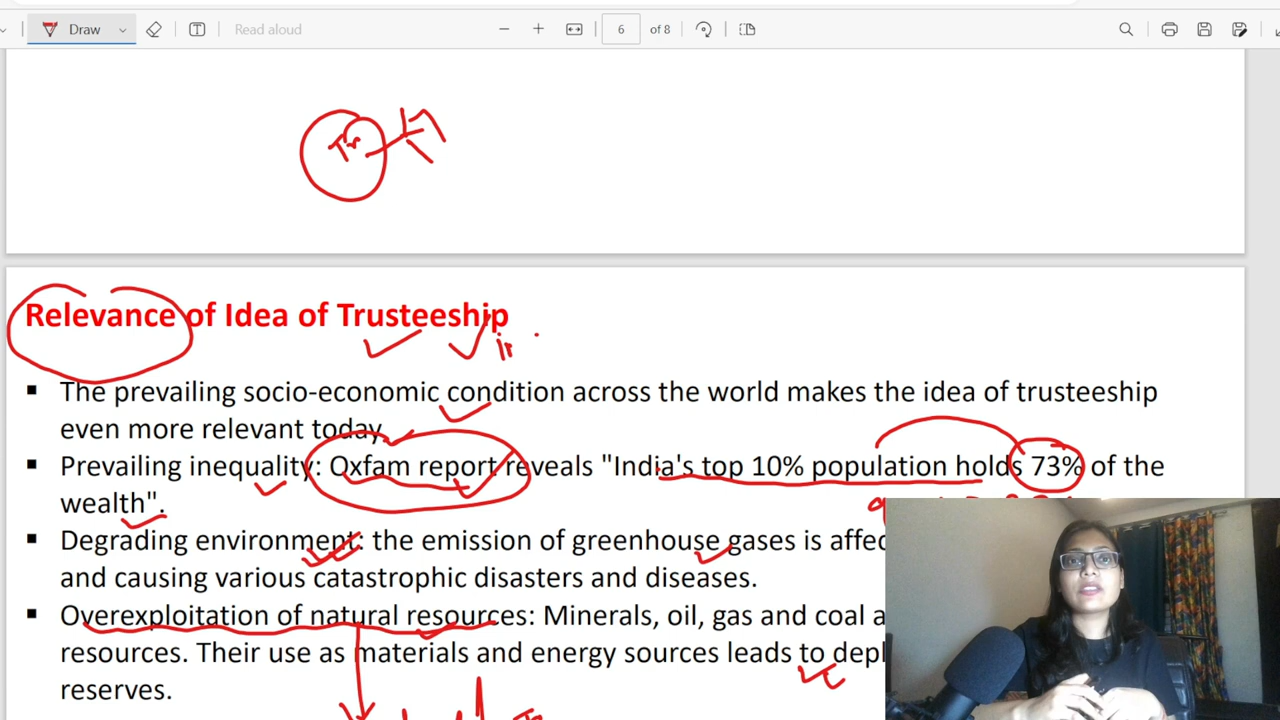 Draw
Read aloud
6 of 8
Tr
Relevance of Idea of Trusteeship
▪ The prevailing socio-economic condition across the world makes the idea of trusteeship
even more relevant today.
▪ Prevailing inequality: Oxfam report reveals "India's top 10% population holds 73% of the
wealth".
▪ Degrading environment: the emission of greenhouse gases is
and causing various catastrophic disasters and diseases.
▪ Overexploitation of natural resources: Minerals, oil, gas and coal
resources. Their use as materials and energy sources leads to
reserves.